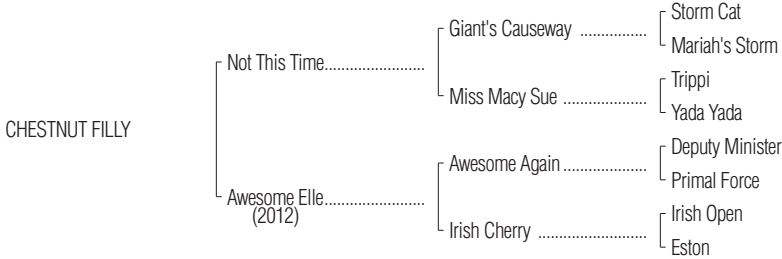 Storm Cat
Giant's Causeway ................
Mariah's Storm
Not This Time........................
Trippi
Miss Macy Sue ....................
Yada Yada
CHESTNUT FILLY
Deputy Minister
Awesome Again ....................
Primal Force
Awesome Elle........................
(2012)
Irish Open
Irish Cherry ..........................
Eston